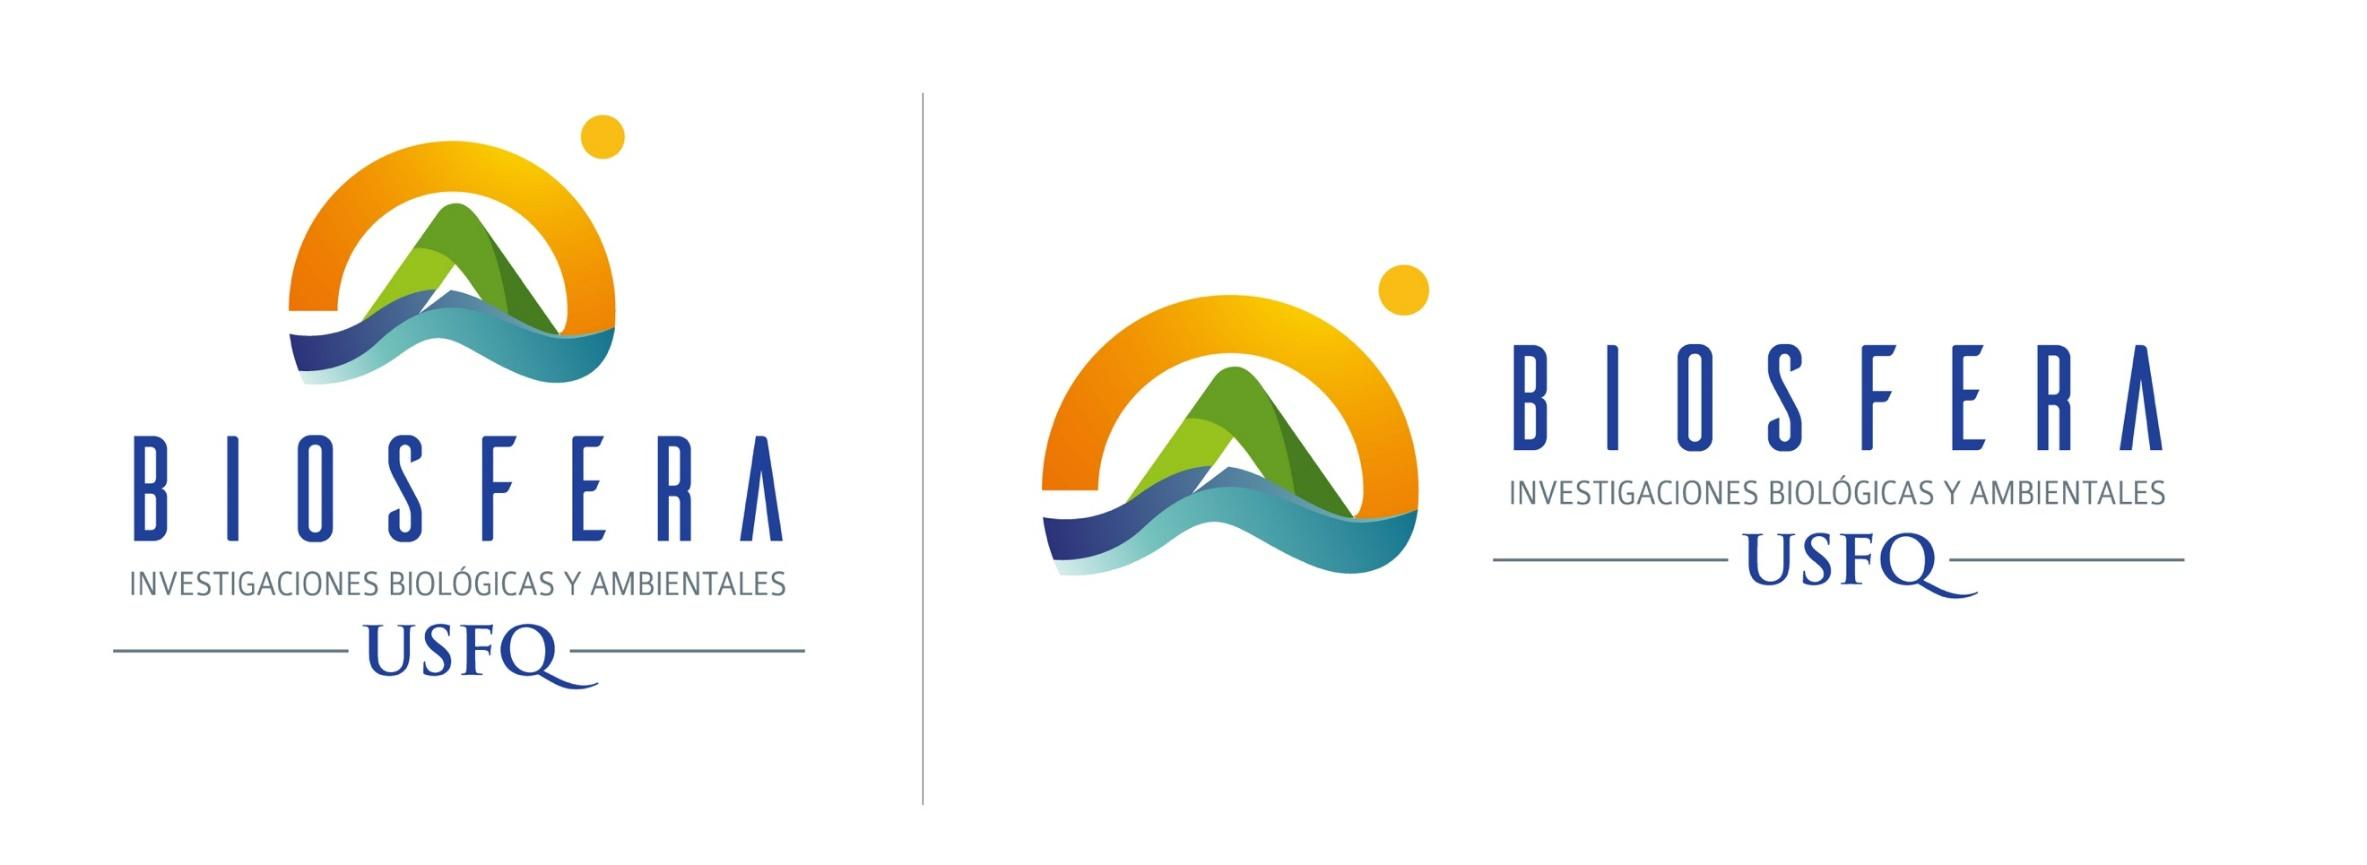 BIOSFERA
INVESTIGACIONES BIOLÓGICAS Y AMBIENTALES
USFQ
BIOSFERA
INVESTIGACIONES BIOLÓGICAS Y AMBIENTALES
USFQ